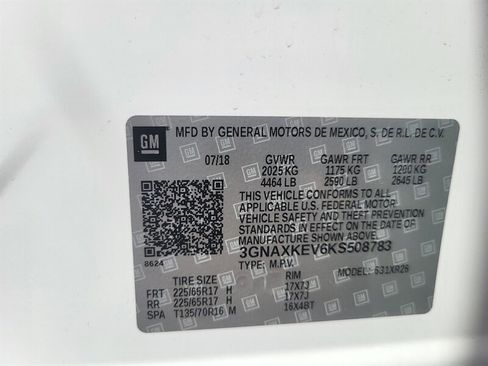 GM
MFD BY GENERAL MOTORS DE MEXICO, S. DE R.L. DE C.V.
07/18 GVWR GAWR FRT GAWR RR
2025 KG 1175 KG 1200 KG
4464 LB 2590 LB 2645 LB
THIS VEHICLE CONFORMS TO ALL
APPLICABLE U.S. FEDERAL MOTOR
VEHICLE SAFETY AND THEFT PREVENTION
STANDARDS IN EFFECT ON THE DATE OF
MANUFACTURE SHOWN ABOVE.
3GNAXKEV6KS508783
8624 TYPE: M.P.V. MODEL: 631XR26
TIRE SIZE RIM
FRT 225/65R17 H 17X7J
RR 225/65R17 H 17X7J
SPA T135/70R16 M 16X4BT